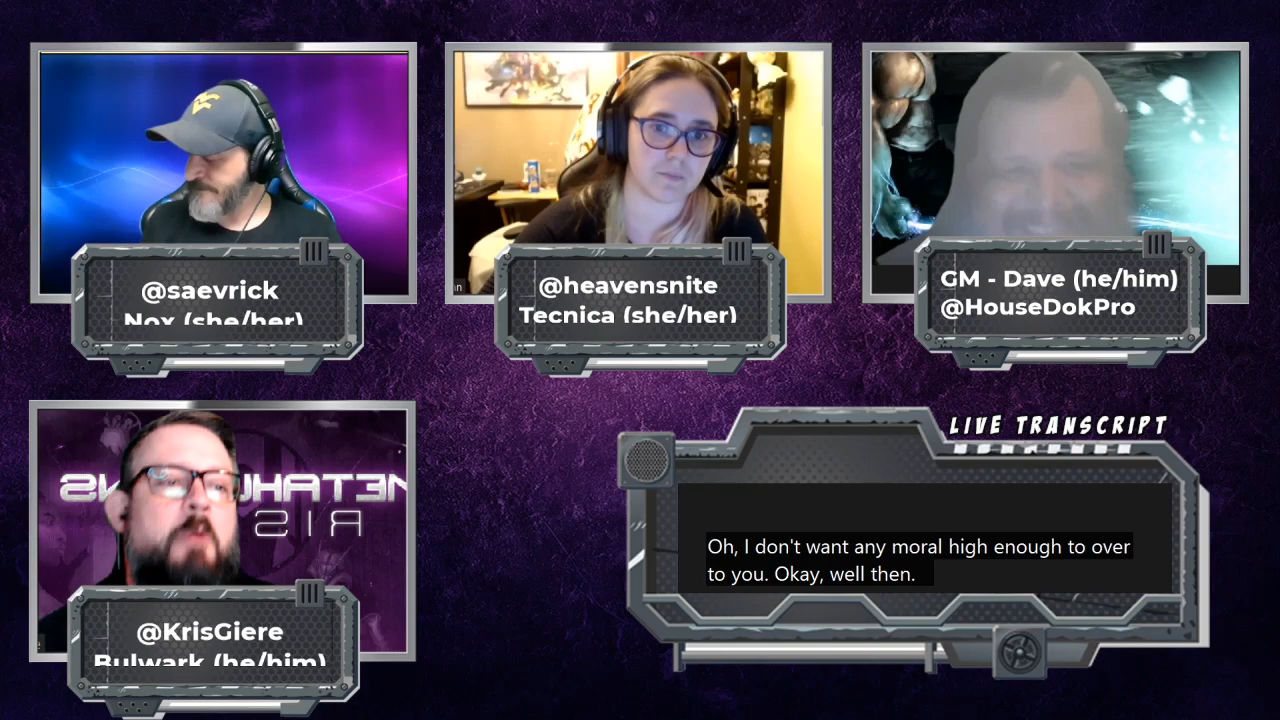 @saevrick
Nox (she/her)
@heavensnite
Tecnica (she/her)
GM - Dave (he/him)
@HouseDokPro
@KrisGiere
Bulwark (he/him)
LIVE TRANSCRIPT
Oh, I don't want any moral high enough to over
to you. Okay, well then.